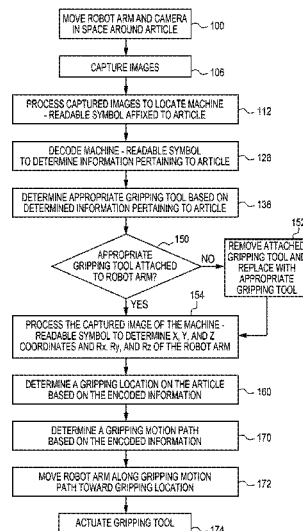 MOVE ROBOT ARM AND CAMERA
IN SPACE AROUND ARTICLE
100
CAPTURE IMAGES
106
PROCESS CAPTURED IMAGES TO LOCATE MACHINE
- READABLE SYMBOL AFFIXED TO ARTICLE
112
DECODE MACHINE - READABLE SYMBOL
TO DETERMINE INFORMATION PERTAINING TO ARTICLE
128
DETERMINE APPROPRIATE GRIPPING TOOL BASED ON
DETERMINED INFORMATION PERTAINING TO ARTICLE
136
150
APPROPRIATE
GRIPPING TOOL ATTACHED
TO ROBOT ARM?
NO
152
REMOVE ATTACHED
GRIPPING TOOL AND
REPLACE WITH
APPROPRIATE
GRIPPING TOOL
YES
154
PROCESS THE CAPTURED IMAGE OF THE MACHINE -
READABLE SYMBOL TO DETERMINE X, Y, AND Z
COORDINATES AND Rx, Ry, AND Rz OF THE ROBOT ARM
DETERMINE A GRIPPING LOCATION ON THE ARTICLE
BASED ON THE ENCODED INFORMATION
160
DETERMINE A GRIPPING MOTION PATH
BASED ON THE ENCODED INFORMATION
170
MOVE ROBOT ARM ALONG GRIPPING MOTION
PATH TOWARD GRIPPING LOCATION
172
ACTUATE GRIPPING TOOL
174